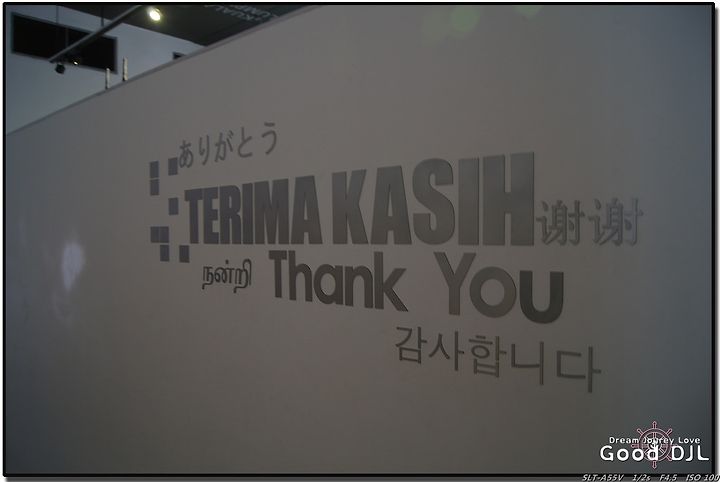 ありがとう
TERIMA KASIH 谢谢
நன்றி Thank You
감사합니다
Dream Jourey Love
Good DJL
SLT-A55V 1/2s F4.5 ISO 100